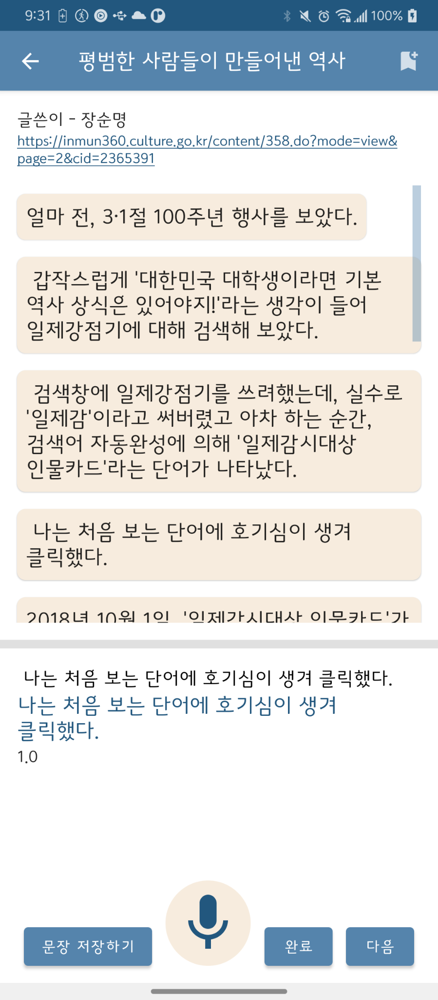 9:31
100%
평범한 사람들이 만들어낸 역사
글쓴이 - 장순명
https://inmun360.culture.go.kr/content/358.do?mode=view&
page=2&cid=2365391
얼마 전, 3·1절 100주년 행사를 보았다.
갑작스럽게 '대한민국 대학생이라면 기본
역사 상식은 있어야지!'라는 생각이 들어
일제강점기에 대해 검색해 보았다.
검색창에 일제강점기를 쓰려했는데, 실수로
'일제감'이라고 써버렸고 아차 하는 순간,
검색어 자동완성에 의해 '일제감시대상
인물카드'라는 단어가 나타났다.
나는 처음 보는 단어에 호기심이 생겨
클릭했다.
2018년 10월 1일, '일제감시대상 인물카드'가
나는 처음 보는 단어에 호기심이 생겨 클릭했다.
나는 처음 보는 단어에 호기심이 생겨
클릭했다.
1.0
문장 저장하기
완료
다음